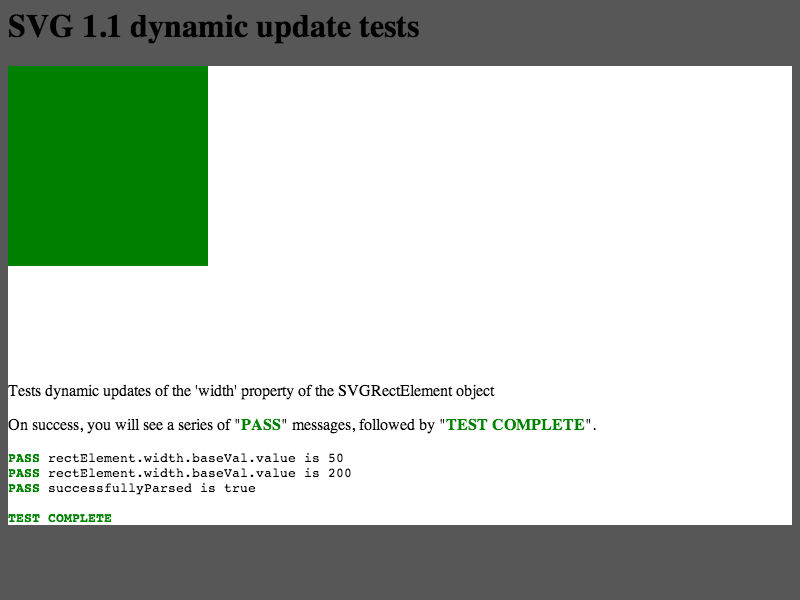 SVG 1.1 dynamic update tests
Tests dynamic updates of the 'width' property of the SVGRectElement object
On success, you will see a series of "PASS" messages, followed by "TEST COMPLETE".
PASS rectElement.width.baseVal.value is 50
PASS rectElement.width.baseVal.value is 200
PASS successfullyParsed is true
TEST COMPLETE